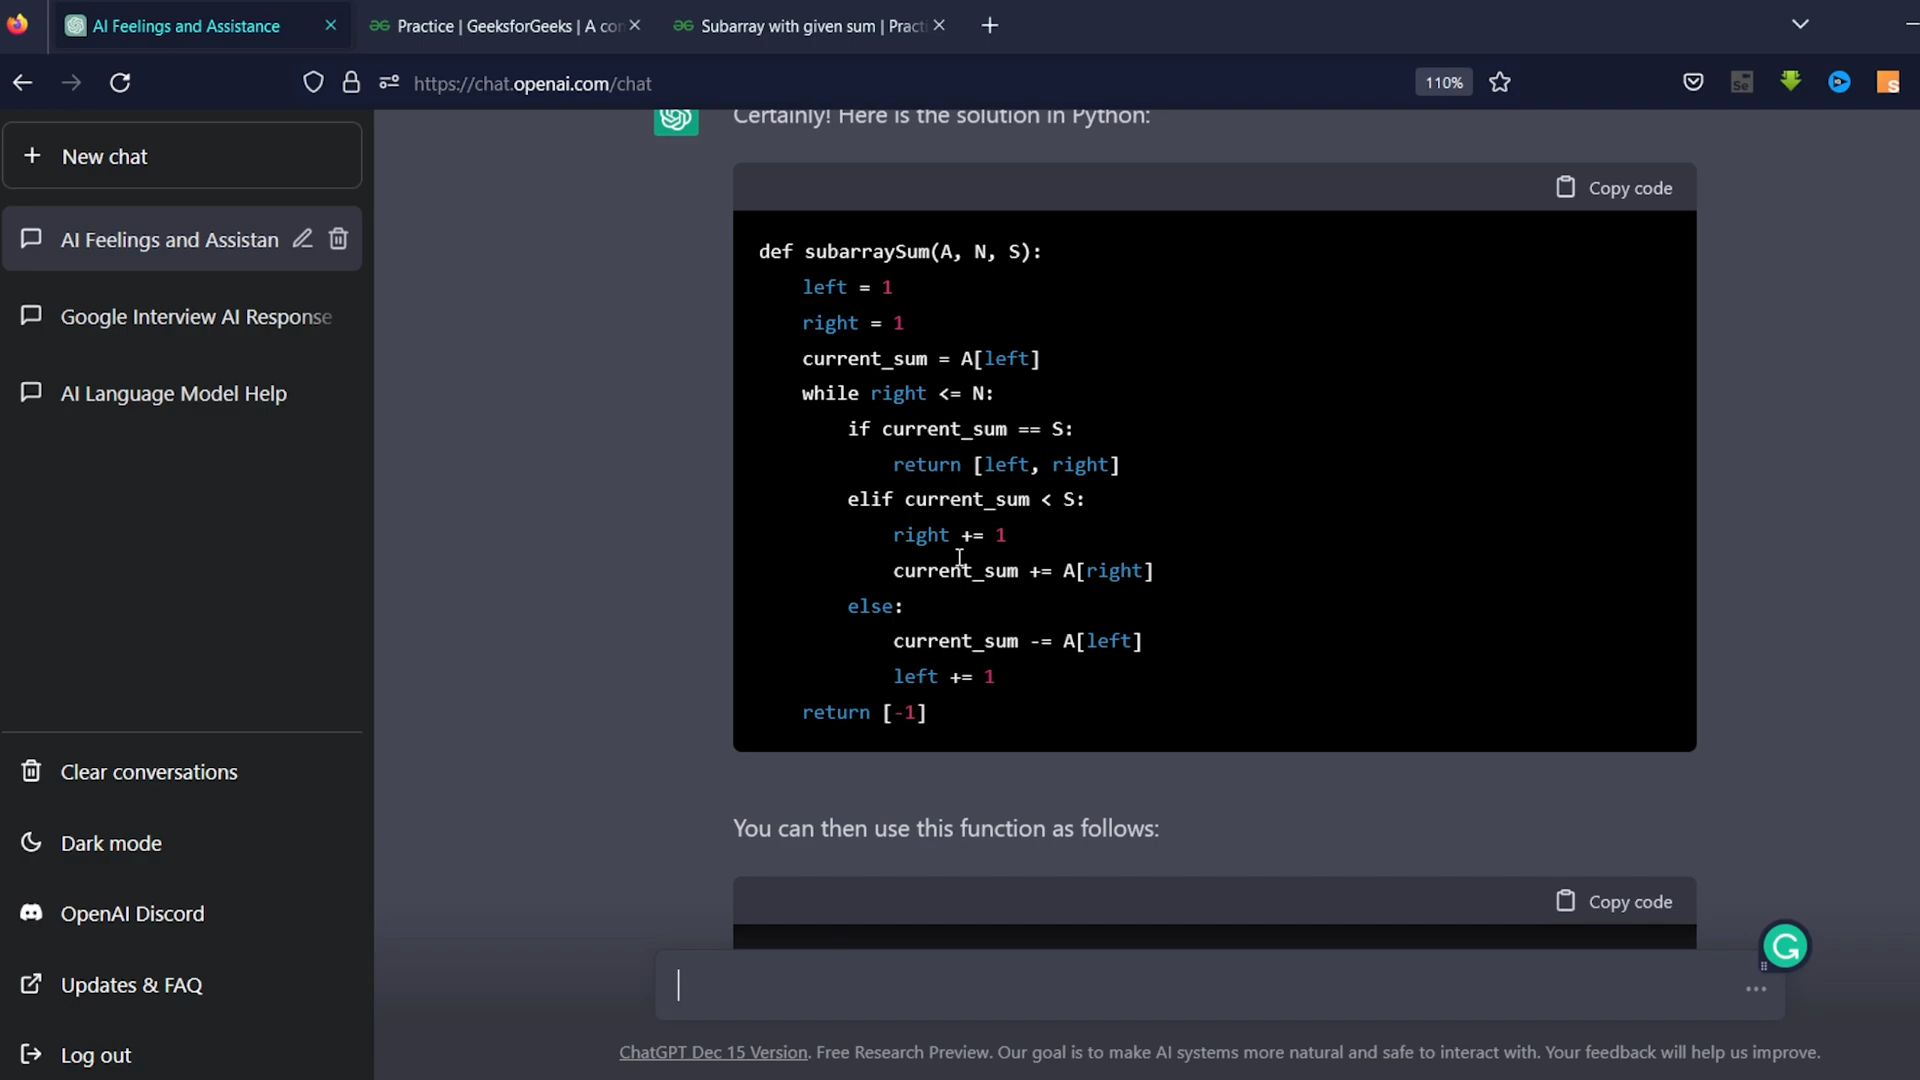 AI Feelings and Assistance
Practice | GeeksforGeeks | A con
Subarray with given sum | Pract
https://chat.openai.com/chat
110%
New chat
AI Feelings and Assistan
Google Interview AI Response
AI Language Model Help
Clear conversations
Dark mode
OpenAI Discord
Updates & FAQ
Log out
Certainly! Here is the solution in Python:
Copy code
def subarraySum(A, N, S):
    left = 1
    right = 1
    current_sum = A[left]
    while right <= N:
        if current_sum == S:
            return [left, right]
        elif current_sum < S:
            right += 1
            current_sum += A[right]
        else:
            current_sum -= A[left]
            left += 1
    return [-1]
You can then use this function as follows:
Copy code
ChatGPT Dec 15 Version. Free Research Preview. Our goal is to make AI systems more natural and safe to interact with. Your feedback will help us improve.